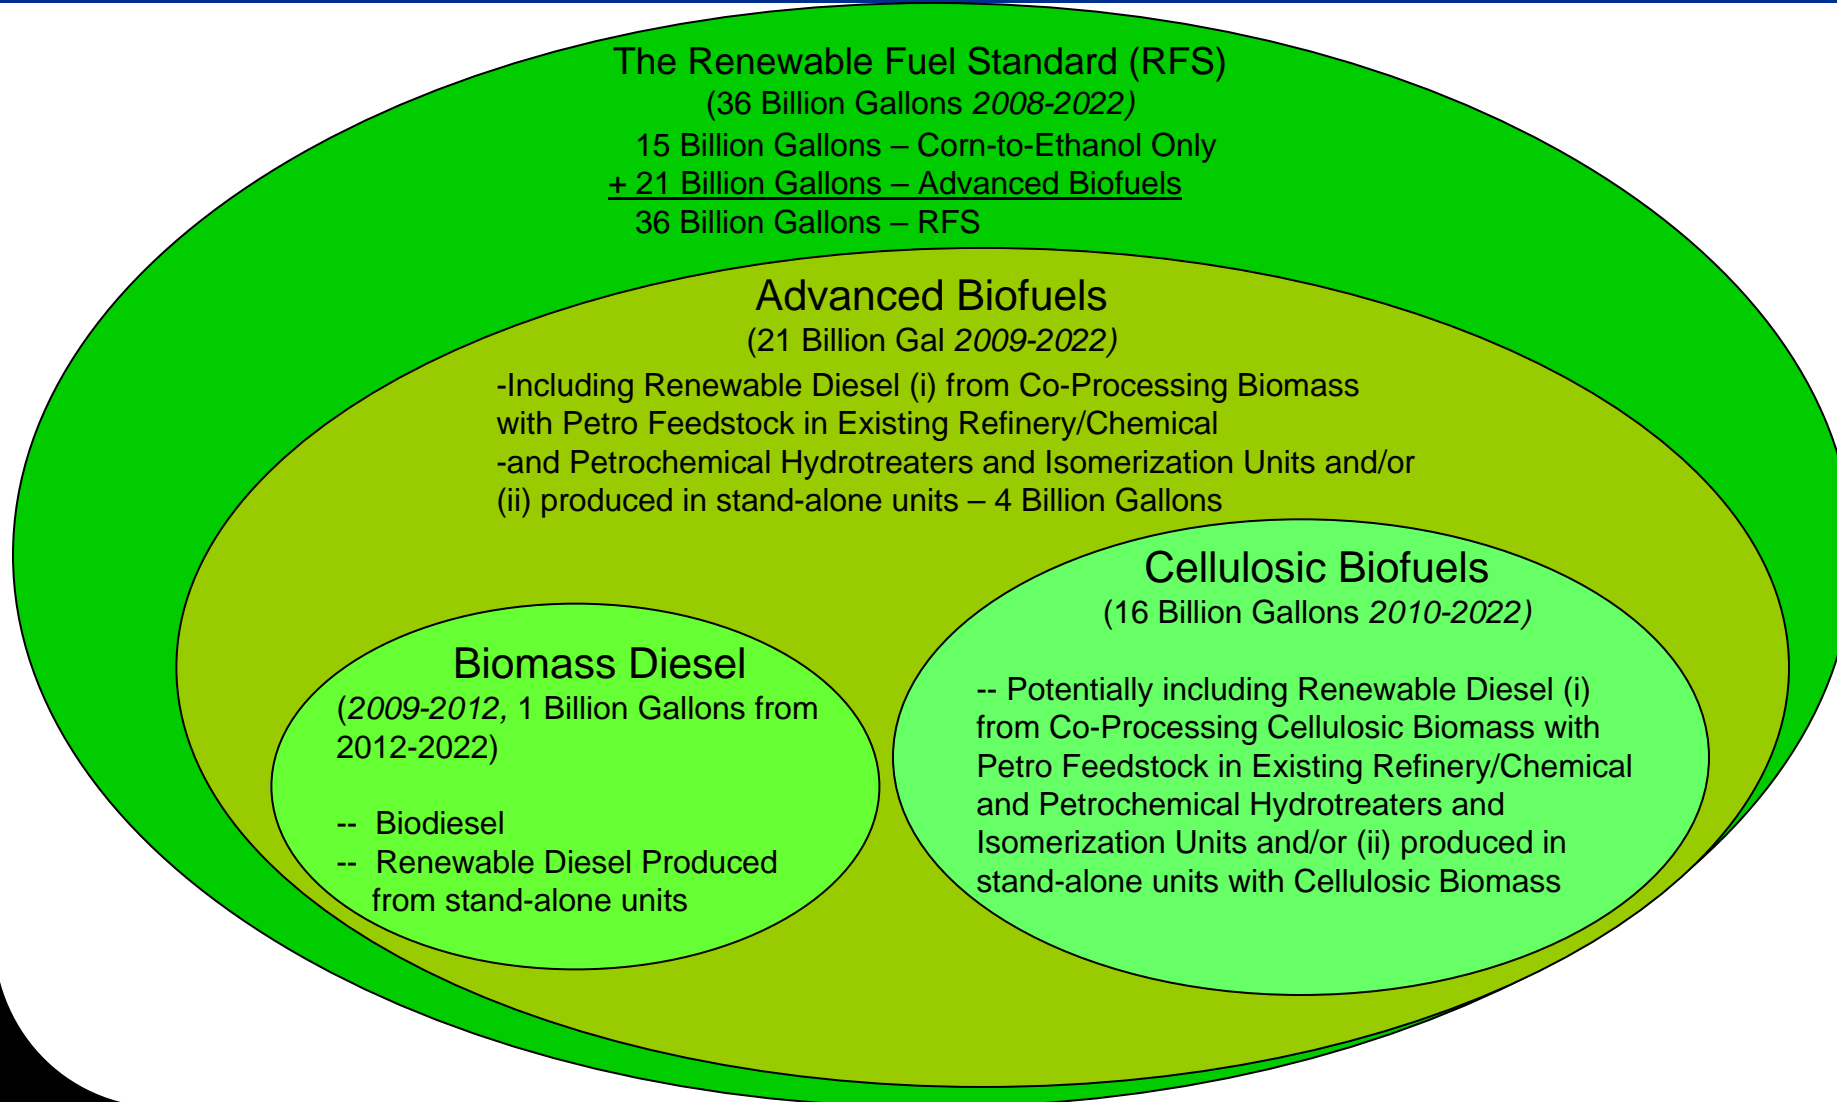 The Renewable Fuel Standard (RFS)
(36 Billion Gallons 2008-2022)
15 Billion Gallons – Corn-to-Ethanol Only
+ 21 Billion Gallons – Advanced Biofuels
36 Billion Gallons – RFS
Advanced Biofuels
(21 Billion Gal 2009-2022)
-Including Renewable Diesel (i) from Co-Processing Biomass
with Petro Feedstock in Existing Refinery/Chemical
-and Petrochemical Hydrotreaters and Isomerization Units and/or
(ii) produced in stand-alone units – 4 Billion Gallons
Biomass Diesel
(2009-2012, 1 Billion Gallons from
2012-2022)
-- Biodiesel
-- Renewable Diesel Produced
from stand-alone units
Cellulosic Biofuels
(16 Billion Gallons 2010-2022)
-- Potentially including Renewable Diesel (i)
from Co-Processing Cellulosic Biomass with
Petro Feedstock in Existing Refinery/Chemical
and Petrochemical Hydrotreaters and
Isomerization Units and/or (ii) produced in
stand-alone units with Cellulosic Biomass